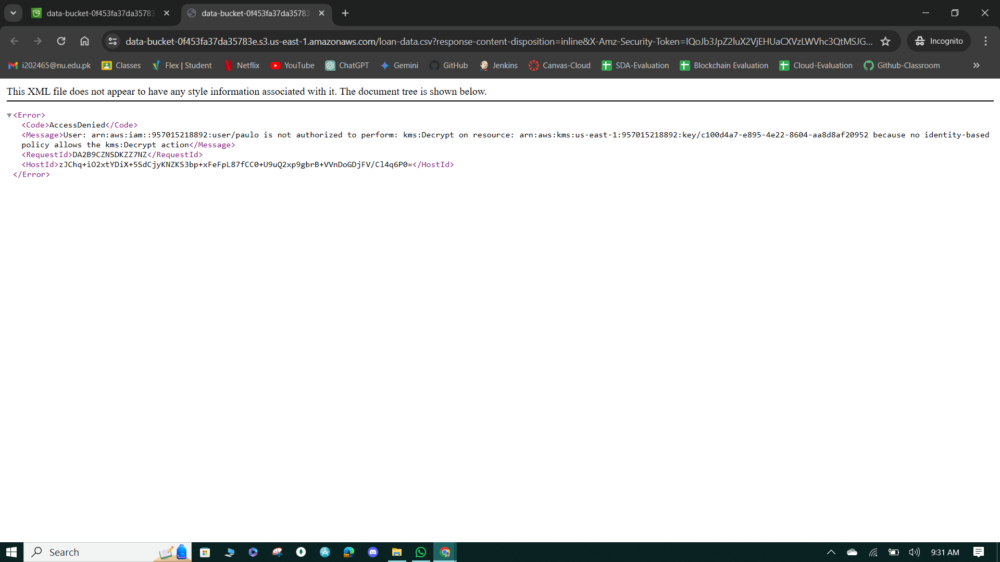 data-bucket-0f453fa37da35783
data-bucket-0f453fa37da35783
data-bucket-0f453fa37da35783e.s3.us-east-1.amazonaws.com/loan-data.csv?response-content-disposition=inline&X-Amz-Security-Token=IQoJb3JpZ2luX2VjEHUaCXVzLWVhc3QtMSJG...
Incognito
i202465@nu.edu.pk Classes Flex | Student Netflix YouTube ChatGPT Gemini GitHub Jenkins Canvas-Cloud SDA-Evaluation Blockchain Evaluation Cloud-Evaluation Github-Classroom
This XML file does not appear to have any style information associated with it. The document tree is shown below.
<Error>
<Code>AccessDenied</Code>
<Message>User: arn:aws:iam::957015218892:user/paulo is not authorized to perform: kms:Decrypt on resource: arn:aws:kms:us-east-1:957015218892:key/c100d4a7-e895-4e22-8604-aa8d8af20952 because no identity-based
policy allows the kms:Decrypt action</Message>
<RequestId>DA2B9CZNSDKZZ7NZ</RequestId>
<HostId>zJChq+iO2xtYDiX+5SdCjyKNZKS3bp+xFeFpL87fCC0+U9uQ2xp9gbrB+VVnDoGDjFV/Cl4q6P0=</HostId>
</Error>
Search
9:31 AM